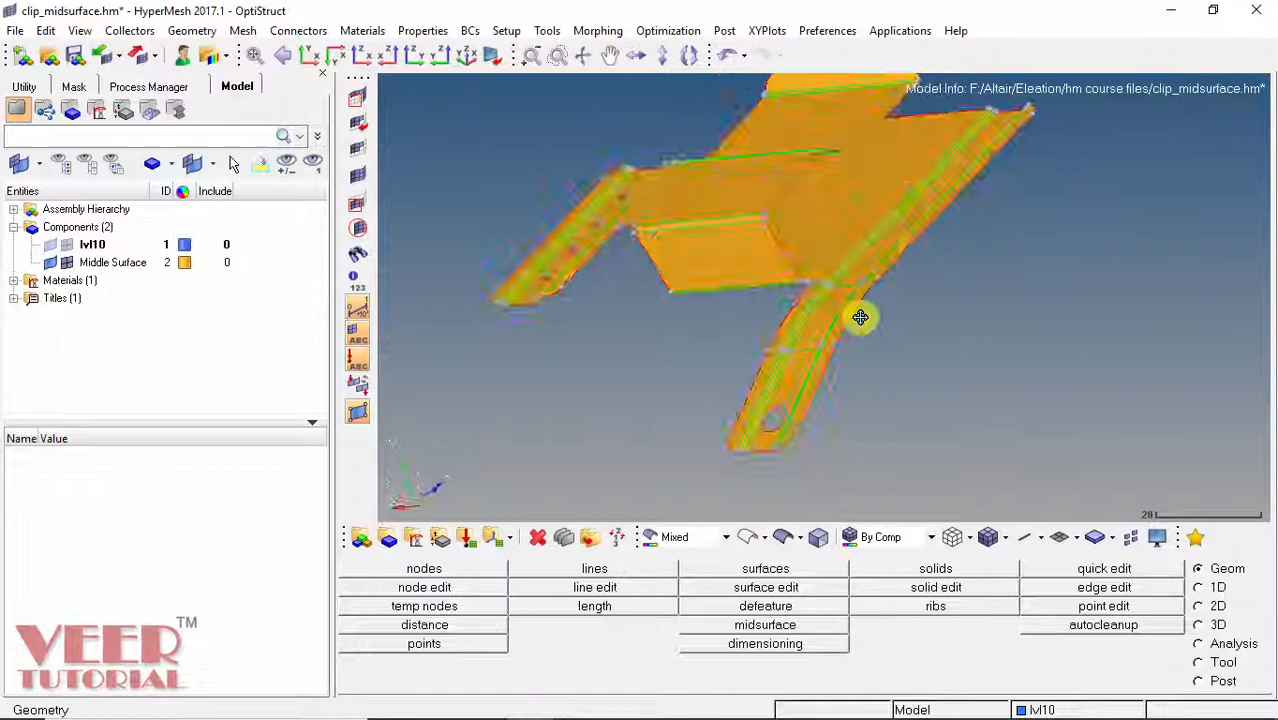 clip_midsurface.hm* - HyperMesh 2017.1 - OptiStruct
File Edit View Collectors Geometry Mesh Connectors Materials Properties BCs Setup Tools Morphing Optimization Post XYPlots Preferences Applications Help
Utility Mask Process Manager Model
Model Info: F:/Altair/Eleation/hm course files/clip_midsurface.hm*
Entities ID Include
Assembly Hierarchy
Components (2)
lvl10 1 0
Middle Surface 2 0
Materials (1)
Titles (1)
123
ABC
ABC
Name Value
28
Mixed By Comp
nodes lines surfaces solids quick edit Geom
node edit line edit surface edit solid edit edge edit 1D
temp nodes length defeature ribs point edit 2D
distance midsurface autocleanup 3D
points dimensioning Analysis
Tool
Post
VEER TM
TUTORIAL
Geometry Model lvl10